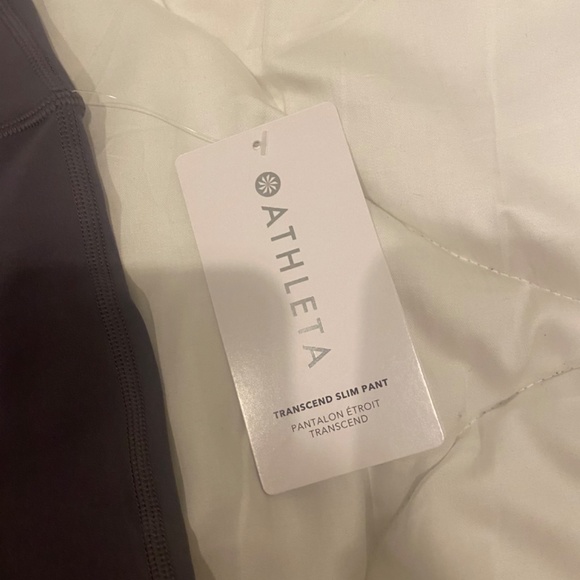 ATHLETA
TRANSCEND SLIM PANT
PANTALON ÉTROIT
TRANSCEND